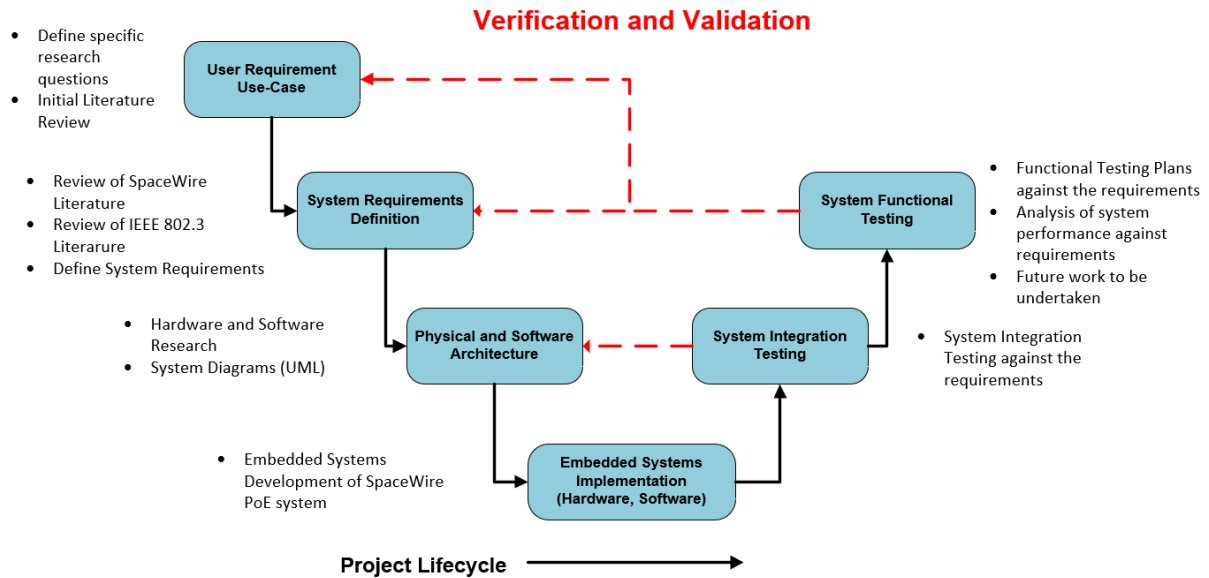 Verification and Validation
• Define specific
research
questions
• Initial Literature
Review
User Requirement
Use-Case
• Review of SpaceWire
Literature
• Review of IEEE 802.3
Literarure
• Define System Requirements
System Requirements
Definition
System Functional
Testing
• Functional Testing Plans
against the requirements
• Analysis of system
performance against
requirements
• Future work to be
undertaken
• Hardware and Software
Research
• System Diagrams (UML)
Physical and Software
Architecture
System Integration
Testing
• System Integration
Testing against the
requirements
• Embedded Systems
Development of SpaceWire
PoE system
Embedded Systems
Implementation
(Hardware, Software)
Project Lifecycle